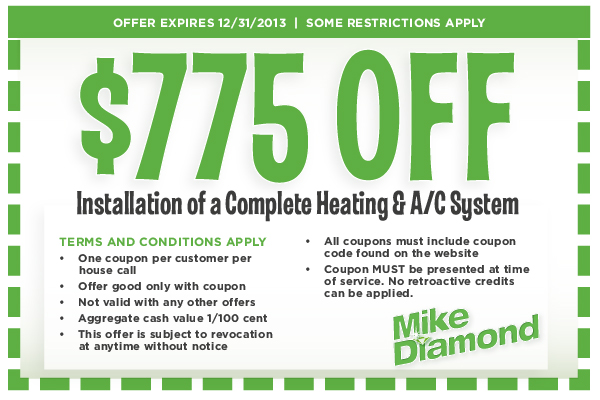 OFFER EXPIRES 12/31/2013 | SOME RESTRICTIONS APPLY
$775 OFF
Installation of a Complete Heating & A/C System
TERMS AND CONDITIONS APPLY
• One coupon per customer per
house call
• Offer good only with coupon
• Not valid with any other offers
• Aggregate cash value 1/100 cent
• This offer is subject to revocation
at anytime without notice
• All coupons must include coupon
code found on the website
• Coupon MUST be presented at time
of service. No retroactive credits
can be applied.
Mike
Diamond